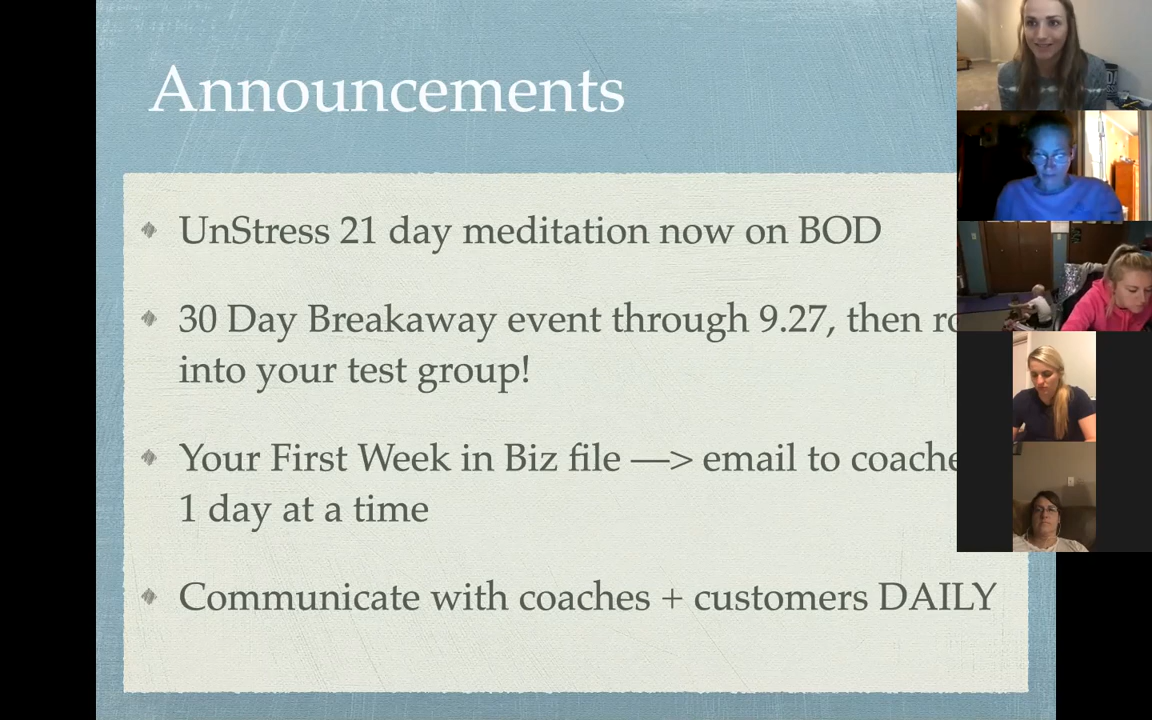 Announcements
UnStress 21 day meditation now on BOD
30 Day Breakaway event through 9.27, then
into your test group!
Your First Week in Biz file —> email to
1 day at a time
Communicate with coaches + customers DAILY